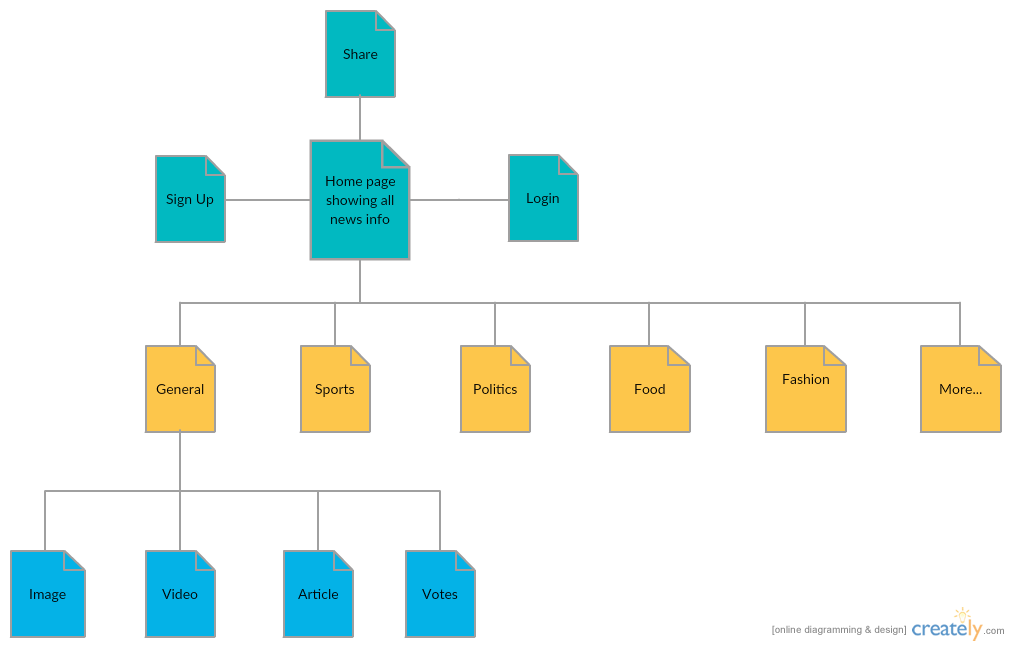 Share
Home page
showing all
news info
Sign Up
Login
General
Sports
Politics
Food
Fashion
More...
Image
Video
Article
Votes
[online diagramming & design] creately.com